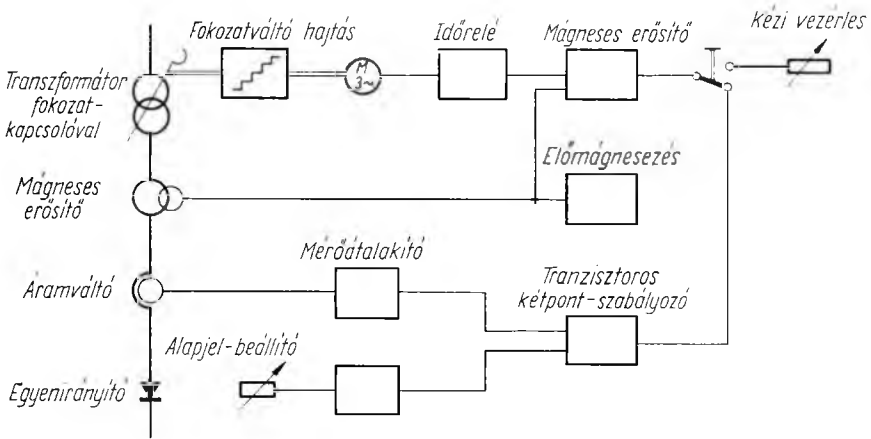 Fokozatváltó hajtás
Időrelé
Mágneses erősítő
Kézi vezérlés
Transzformátor
fokozat-
kapcsolóval
M
3~
Előmágnesezés
Mágneses
erősítő
Mérőátalakító
Tranzisztoros
kétpont-szabályozó
Áramváltó
Alapjel-beállító
Egyenirányító